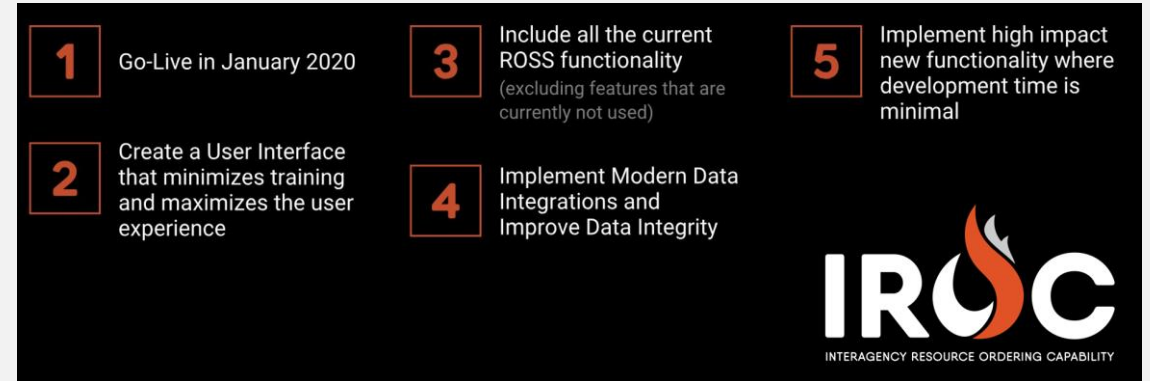 1
Go-Live in January 2020
2
Create a User Interface
that minimizes training
and maximizes the user
experience
3
Include all the current
ROSS functionality
(excluding features that are
currently not used)
4
Implement Modern Data
Integrations and
Improve Data Integrity
5
Implement high impact
new functionality where
development time is
minimal
IROC
INTERAGENCY RESOURCE ORDERING CAPABILITY